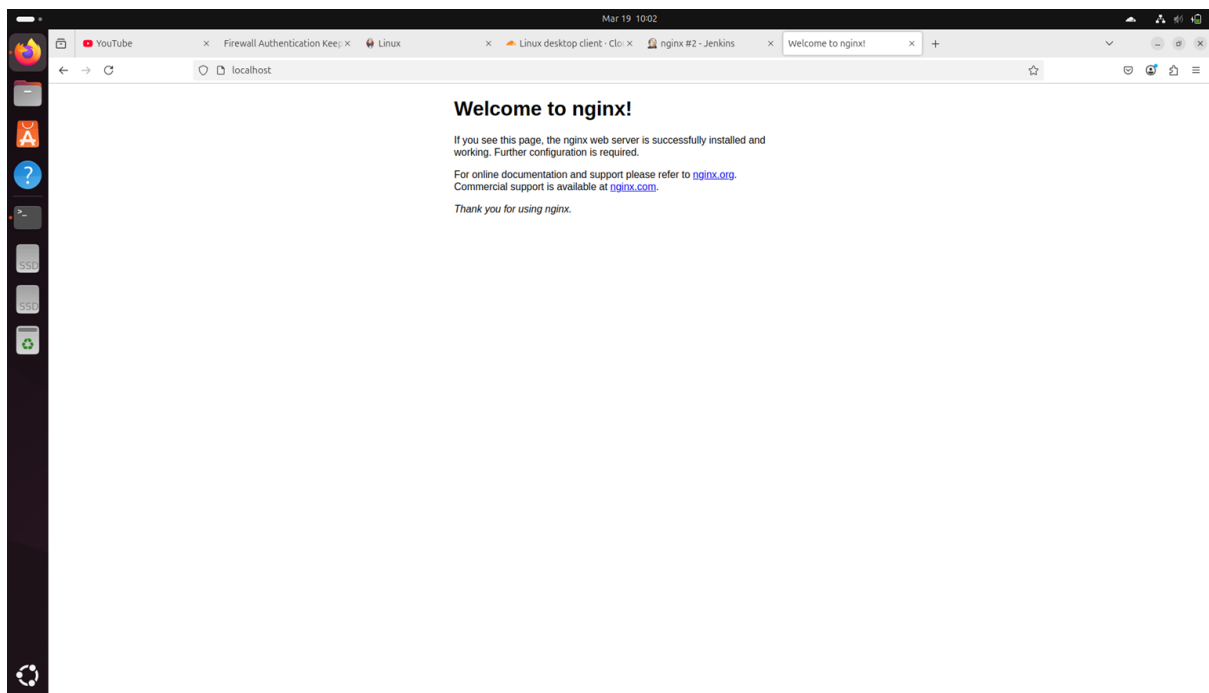 Mar 19 10:02
YouTube
Firewall Authentication Keep
Linux
Linux desktop client · Clou
nginx #2 - Jenkins
Welcome to nginx!
localhost
Welcome to nginx!
If you see this page, the nginx web server is successfully installed and
working. Further configuration is required.
For online documentation and support please refer to nginx.org.
Commercial support is available at nginx.com.
Thank you for using nginx.
SSD
SSD